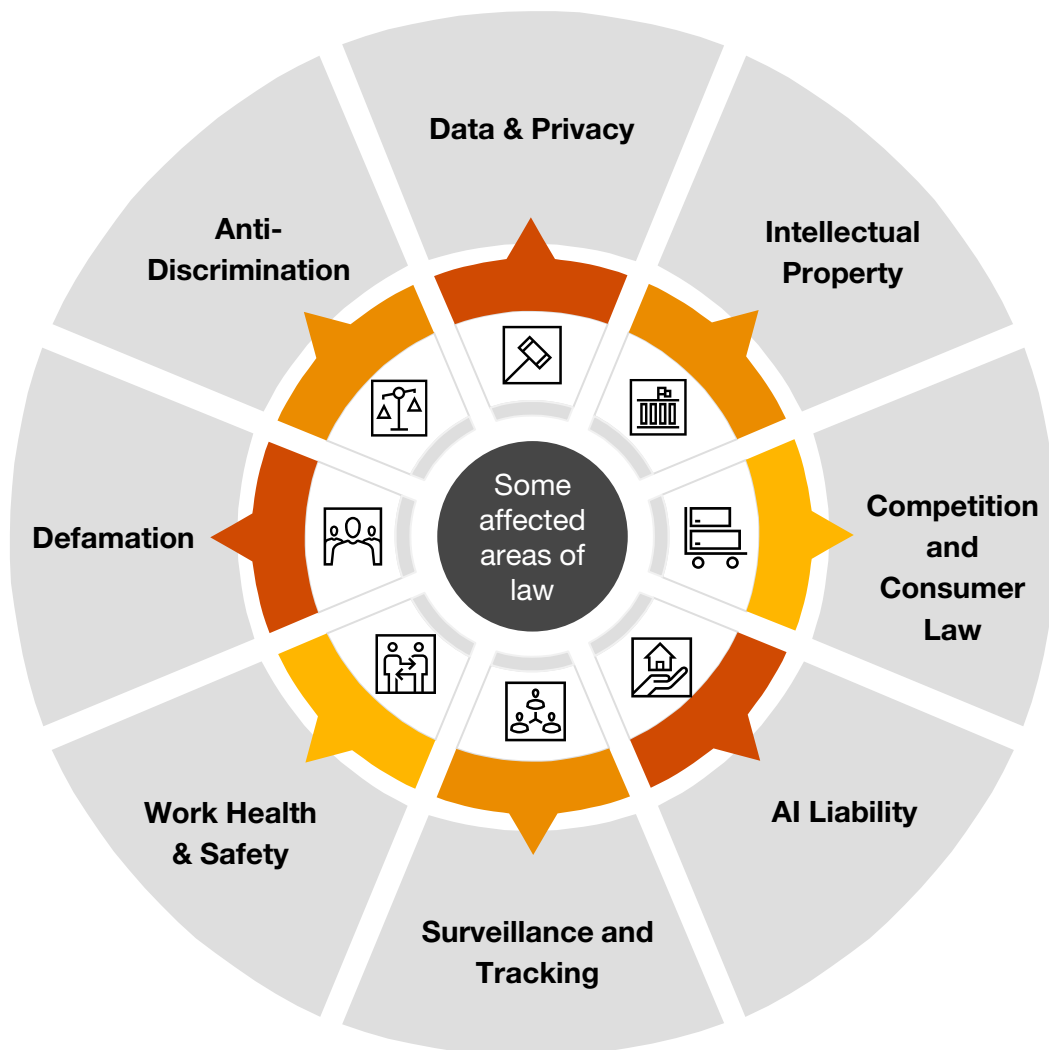 Data & Privacy
Intellectual
Property
Competition
and
Consumer
Law
AI Liability
Surveillance and
Tracking
Work Health
& Safety
Defamation
Anti-
Discrimination
Some
affected
areas of
law